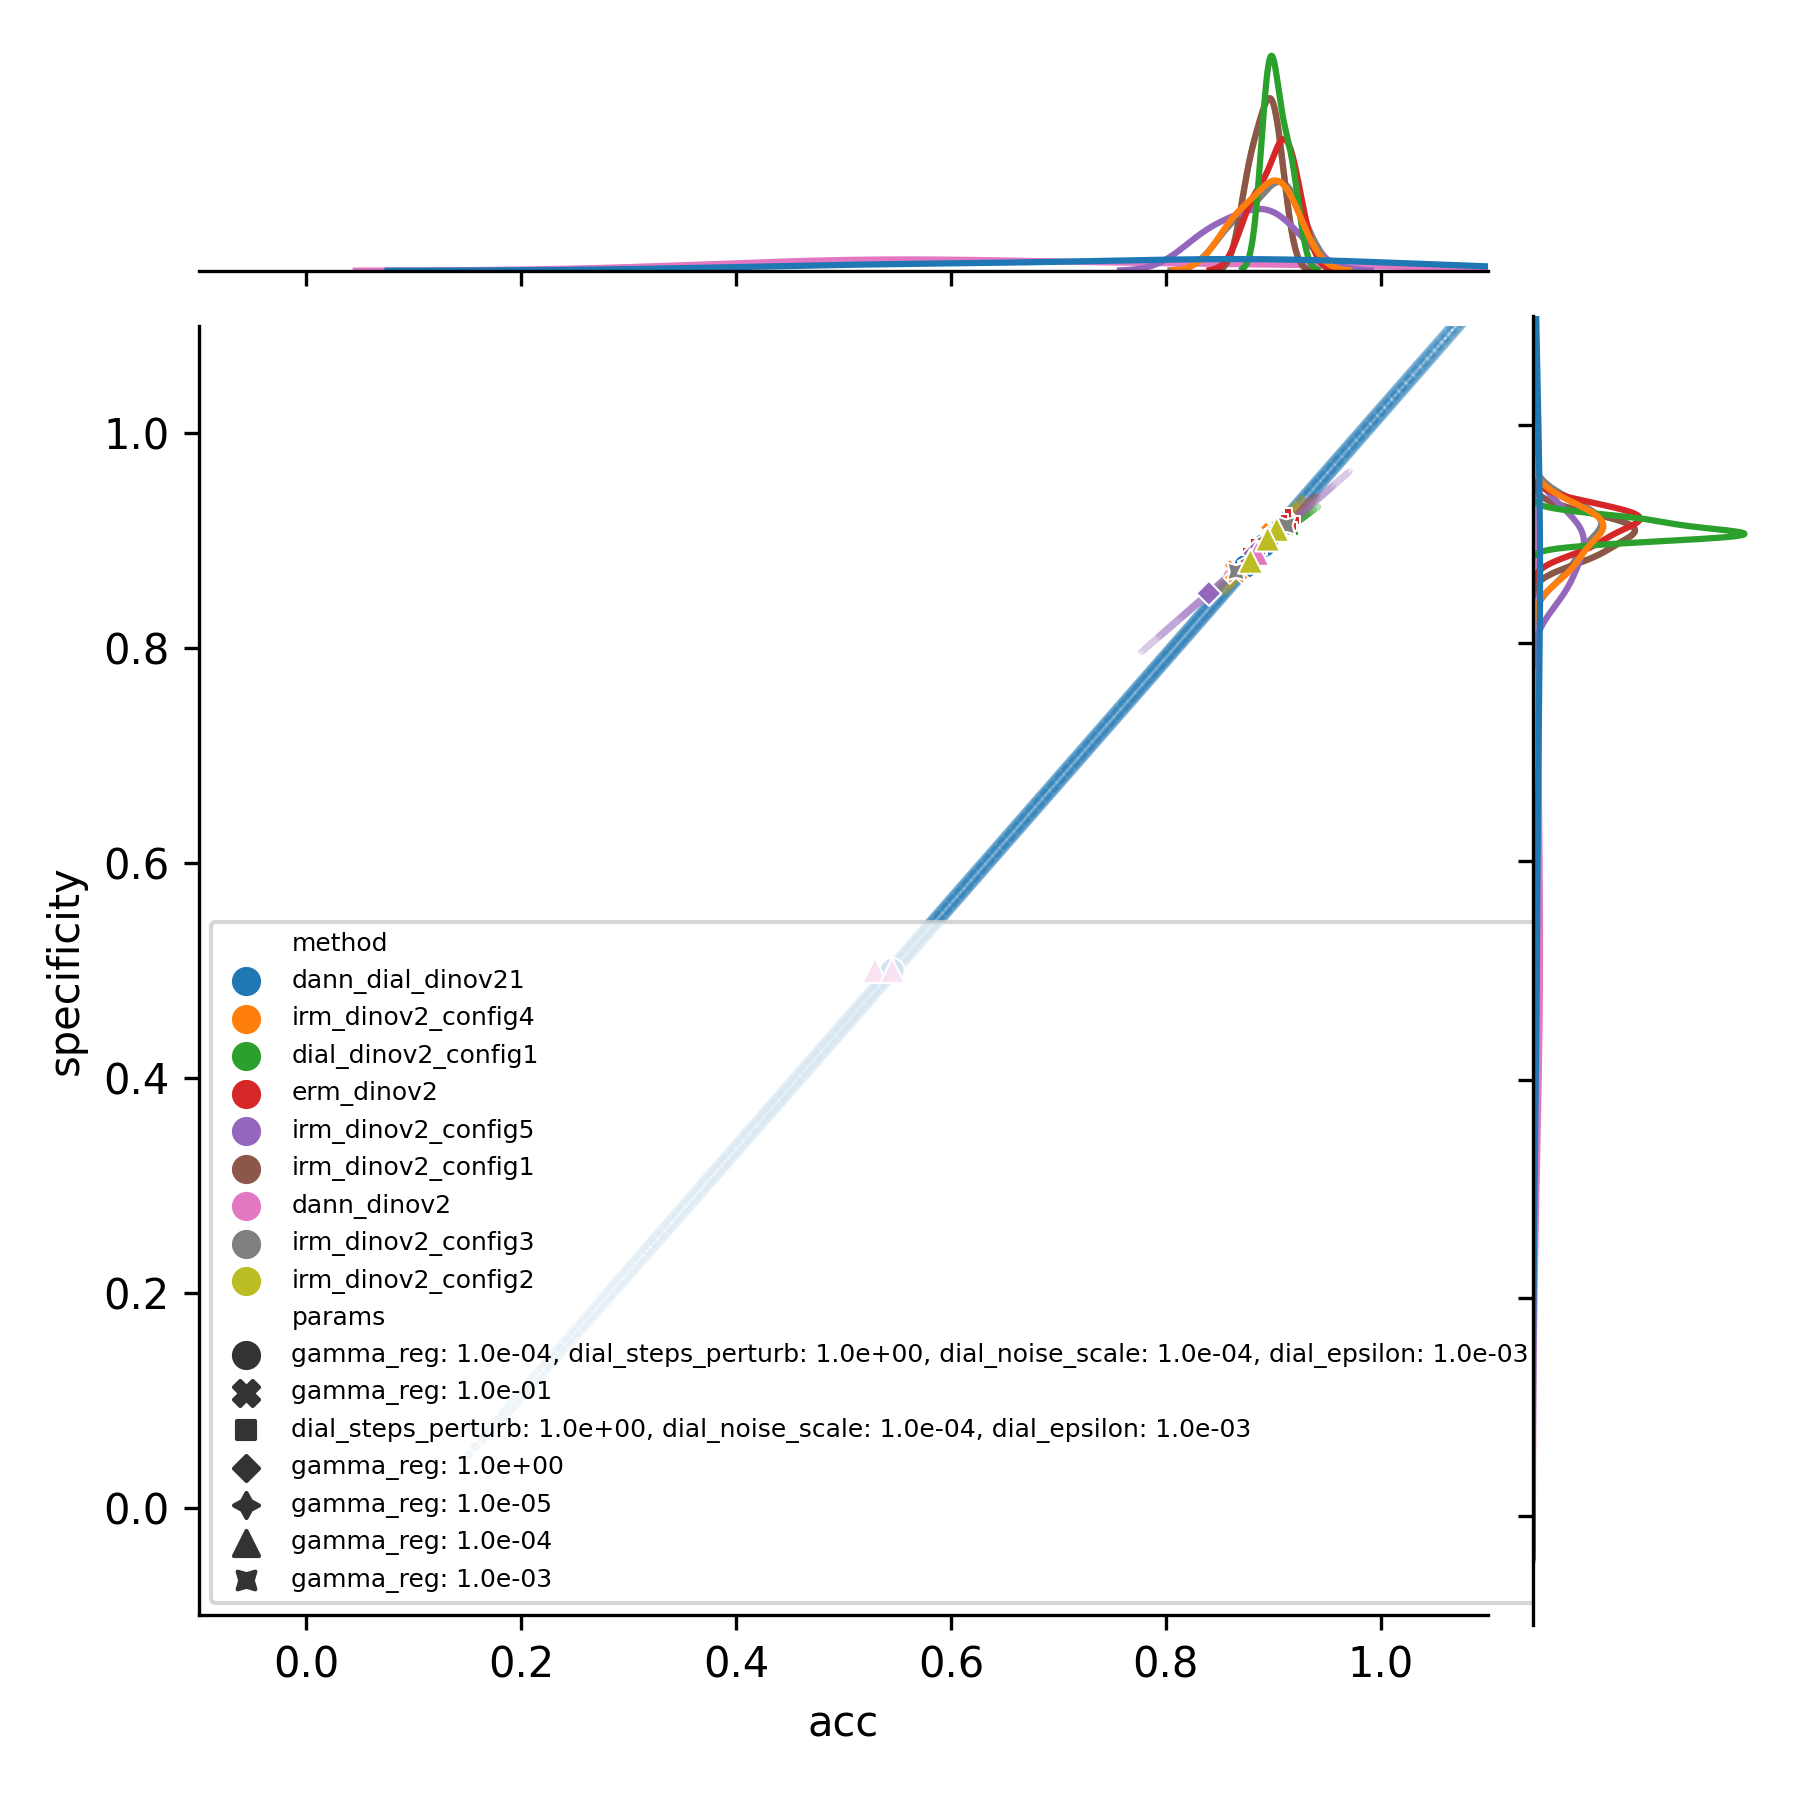 1.0
0.8
0.6
0.4
0.2
0.0
specificity
method
dann_dial_dinov21
irm_dinov2_config4
dial_dinov2_config1
erm_dinov2
irm_dinov2_config5
irm_dinov2_config1
dann_dinov2
irm_dinov2_config3
irm_dinov2_config2
params
gamma_reg: 1.0e-04, dial_steps_perturb: 1.0e+00, dial_noise_scale: 1.0e-04, dial_epsilon: 1.0e-03
gamma_reg: 1.0e-01
dial_steps_perturb: 1.0e+00, dial_noise_scale: 1.0e-04, dial_epsilon: 1.0e-03
gamma_reg: 1.0e+00
gamma_reg: 1.0e-05
gamma_reg: 1.0e-04
gamma_reg: 1.0e-03
0.0 0.2 0.4 0.6 0.8 1.0
acc